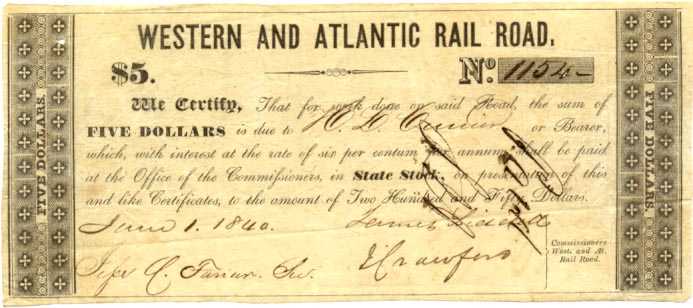 WESTERN AND ATLANTIC RAIL ROAD.
$5. No. 1154-
We Certify, That for work done on said Road, the sum of
FIVE DOLLARS is due to H. D. or Bearer,
which, with interest at the rate of six per centum per annum, shall be paid
at the Office of the Commissioners, in State Stock, on presentation of this
and like Certificates, to the amount of Two Hundred and Fifty Dollars.
June 1. 1840.
C.
Crawford
Commissioners
West. and At.
Rail Road.
FIVE DOLLARS.
FIVE DOLLARS.